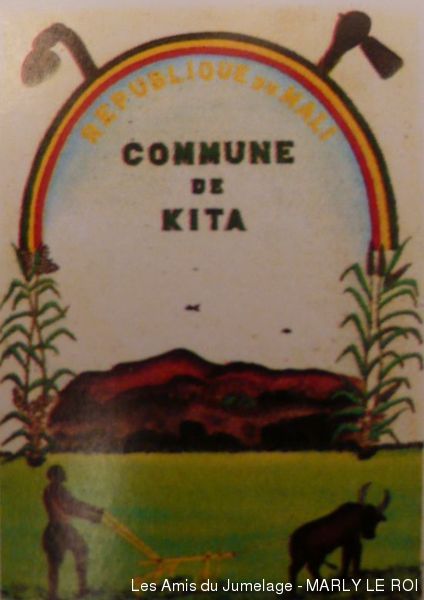 REPUBLIQUE DU MALI
COMMUNE
DE
KITA
Les Amis du Jumelage - MARLY LE ROI